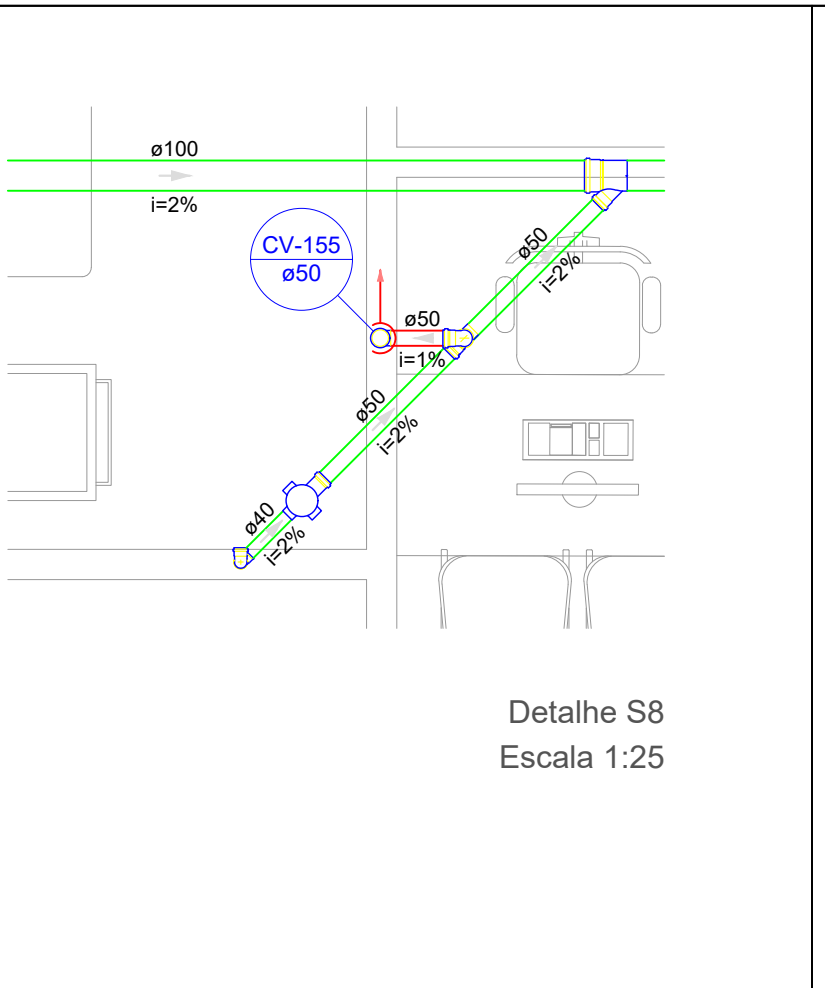 ø100
i=2%
CV-155
ø50
ø50
i=2%
ø50
i=1%
ø50
i=2%
ø40
i=2%
Detalhe S8
Escala 1:25